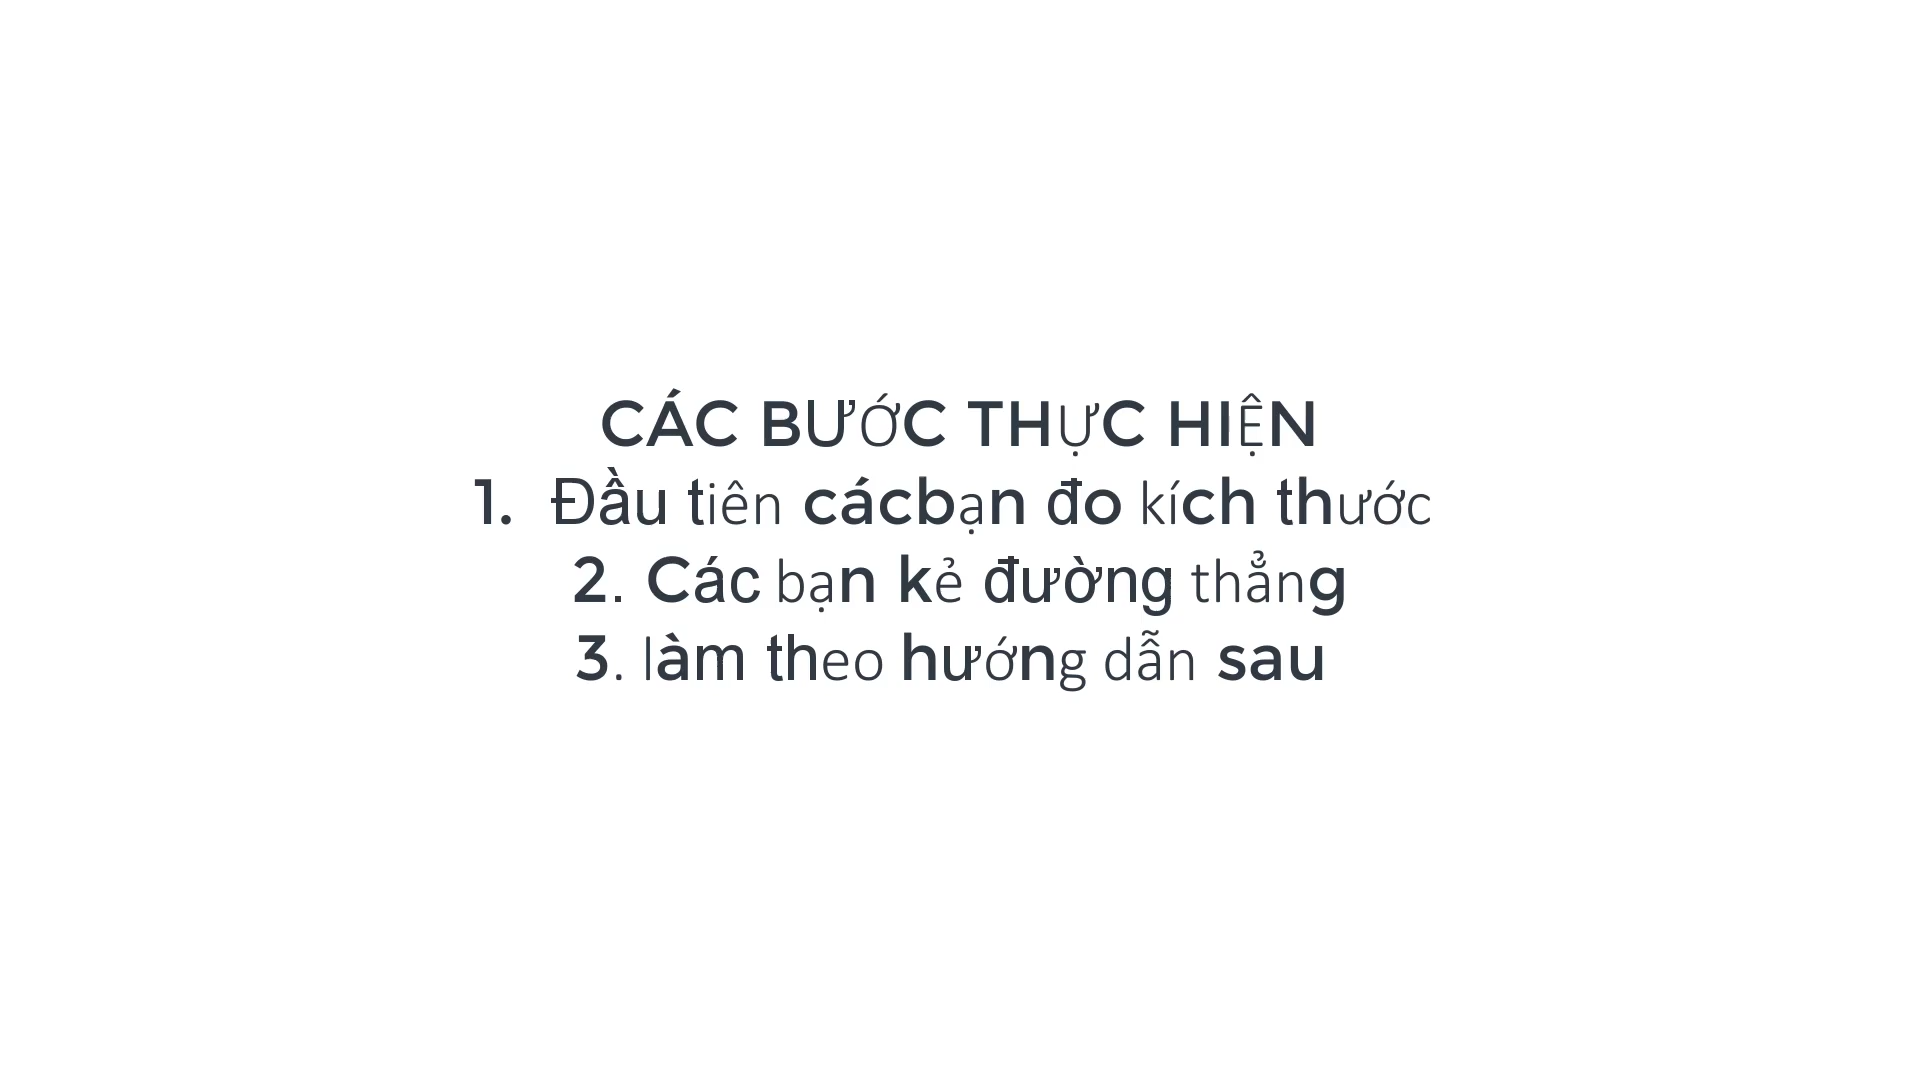 CÁC BƯỚC THỰC HIỆN
1. Đầu tiên cácbạn đo kích thước
2. Các bạn kẻ đường thẳng
3. làm theo hướng dẫn sau